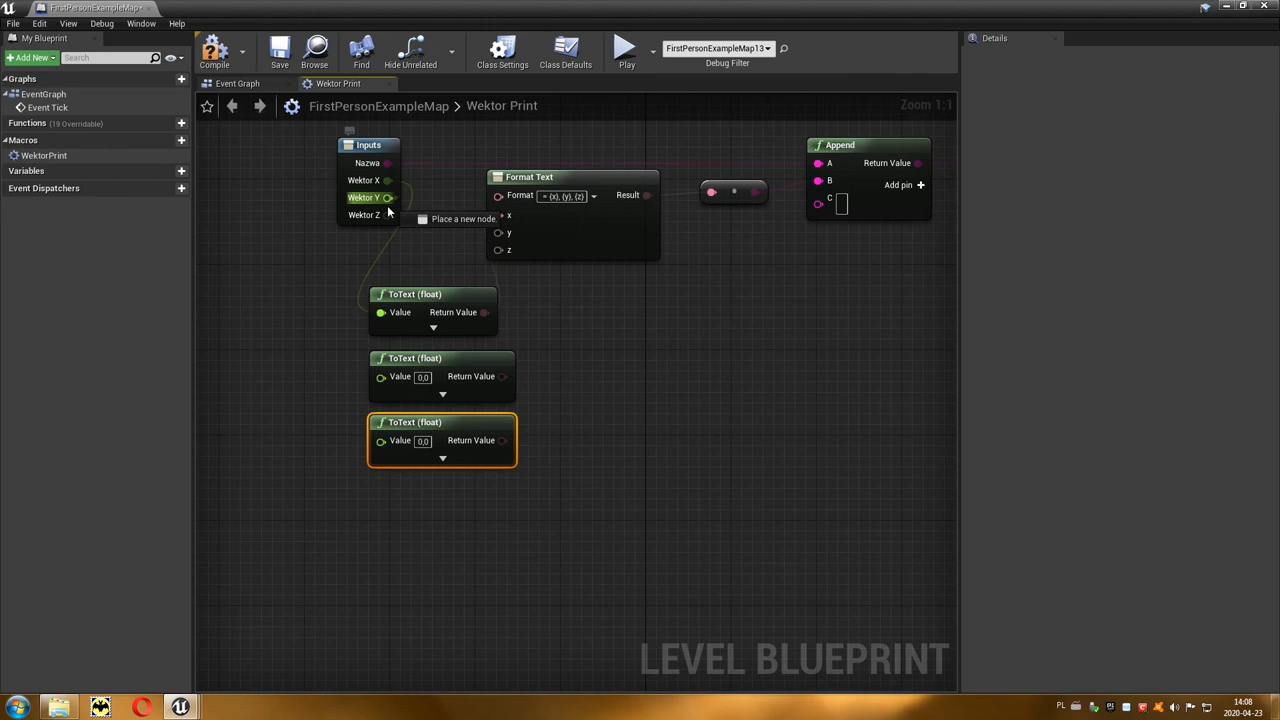 FirstPersonExampleMap*
File Edit View Debug Window Help
My Blueprint
Add New
Search
Graphs
EventGraph
Event Tick
Functions (19 Overridable)
Macros
WektorPrint
Variables
Event Dispatchers
Compile
Save
Browse
Find
Hide Unrelated
Class Settings
Class Defaults
Play
FirstPersonExampleMap13
Debug Filter
Event Graph
Wektor Print
FirstPersonExampleMap > Wektor Print
Zoom 1:1
Details
Inputs
Nazwa
Wektor X
Wektor Y
Wektor Z
Place a new node.
Format Text
Format = {x}, {y}, {z} Result
x
y
z
Append
A Return Value
B Add pin
C
ToText (float)
Value Return Value
ToText (float)
Value 0,0 Return Value
ToText (float)
Value 0,0 Return Value
LEVEL BLUEPRINT
PL
14:08
2020-04-23